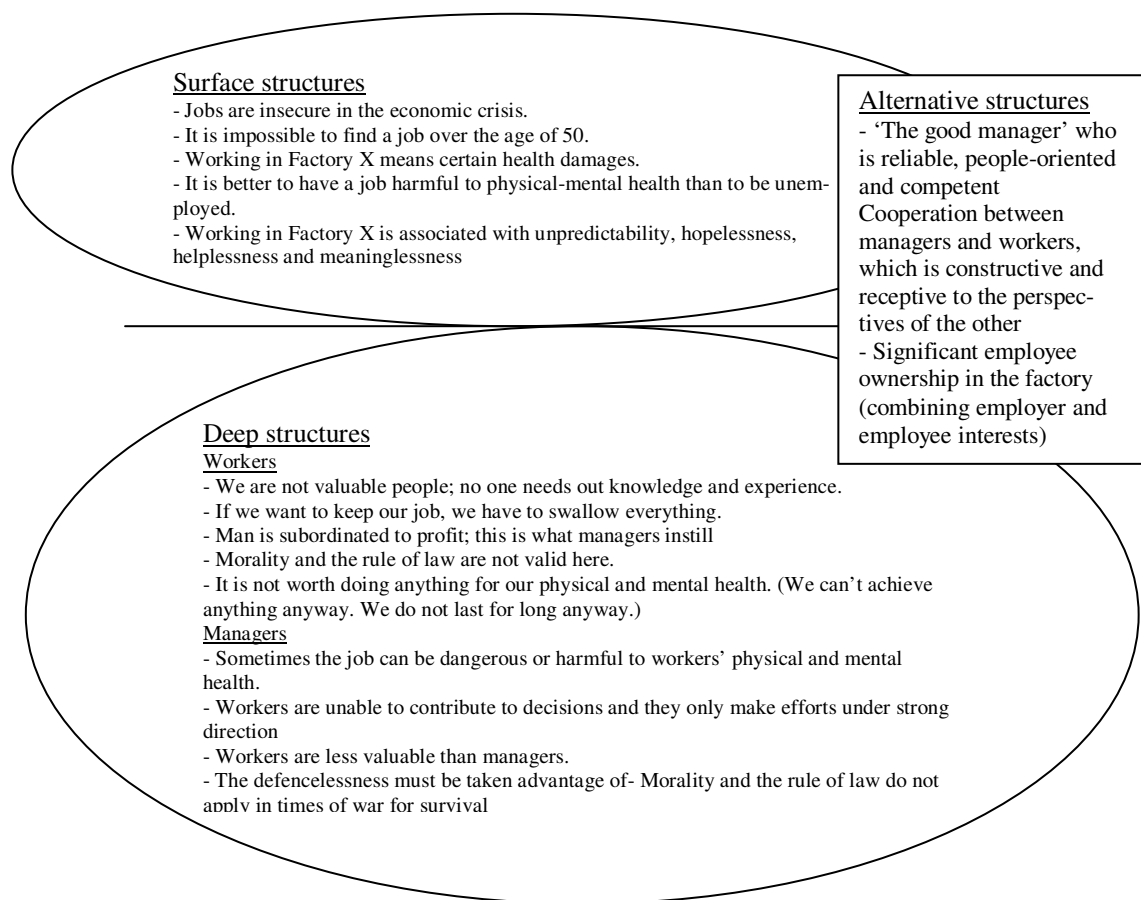 Surface structures
- Jobs are insecure in the economic crisis.
- It is impossible to find a job over the age of 50.
- Working in Factory X means certain health damages.
- It is better to have a job harmful to physical-mental health than to be unem-
ployed.
- Working in Factory X is associated with unpredictability, hopelessness,
helplessness and meaninglessness
Alternative structures
- ‘The good manager’ who
is reliable, people-oriented
and competent
Cooperation between
managers and workers,
which is constructive and
receptive to the perspec-
tives of the other
- Significant employee
ownership in the factory
(combining employer and
employee interests)
Deep structures
Workers
- We are not valuable people; no one needs out knowledge and experience.
- If we want to keep our job, we have to swallow everything.
- Man is subordinated to profit; this is what managers instill
- Morality and the rule of law are not valid here.
- It is not worth doing anything for our physical and mental health. (We can’t achieve
anything anyway. We do not last for long anyway.)
Managers
- Sometimes the job can be dangerous or harmful to workers’ physical and mental
health.
- Workers are unable to contribute to decisions and they only make efforts under strong
direction
- Workers are less valuable than managers.
- The defencelessness must be taken advantage of- Morality and the rule of law do not
apply in times of war for survival